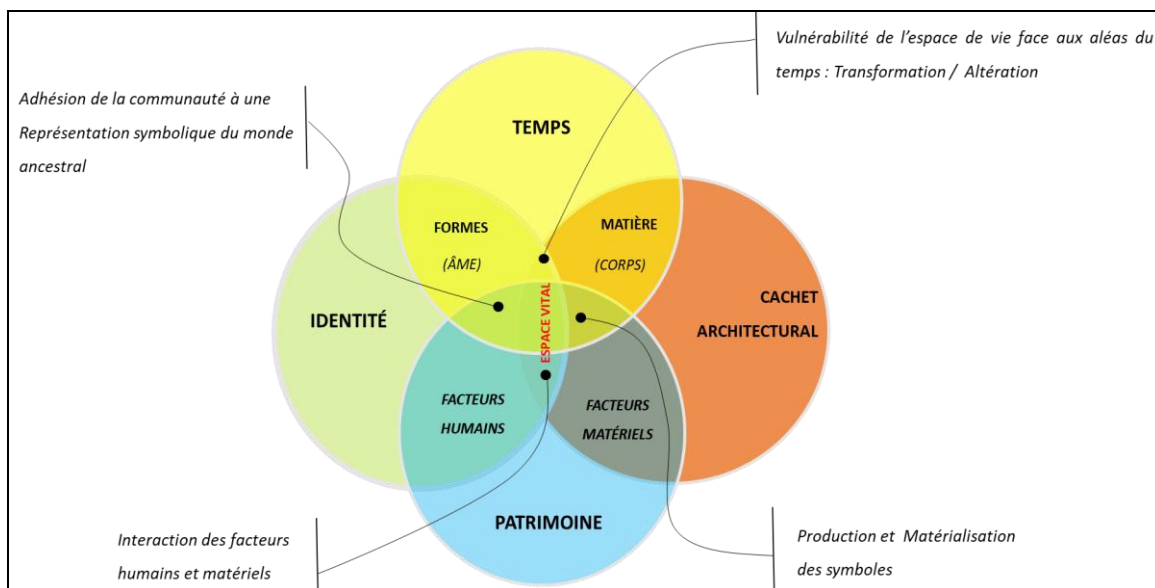 Vulnérabilité de l’espace de vie face aux aléas du
temps : Transformation / Altération
Adhésion de la communauté à une
Représentation symbolique du monde
ancestral
TEMPS
FORMES
(ÂME)
MATIÈRE
(CORPS)
IDENTITÉ
CACHET
ARCHITECTURAL
ESPACE VITAL
FACTEURS
HUMAINS
FACTEURS
MATÉRIELS
PATRIMOINE
Interaction des facteurs
humains et matériels
Production et Matérialisation
des symboles